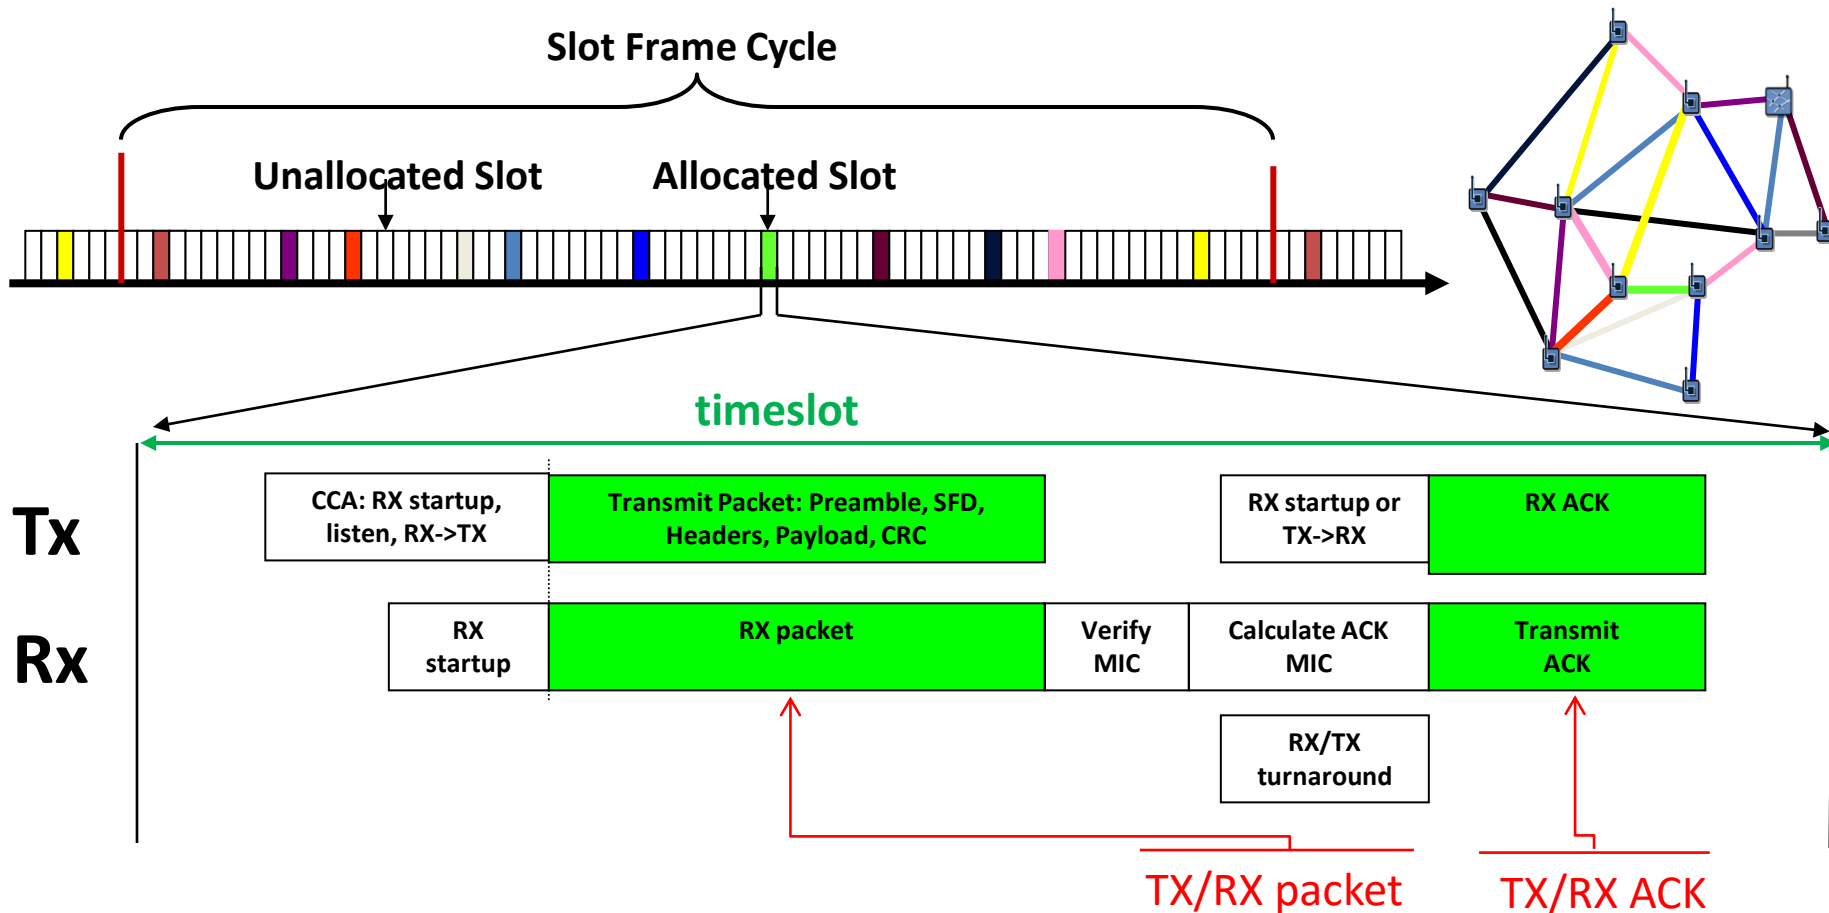 Slot Frame Cycle
Unallocated Slot
Allocated Slot
timeslot
Tx
CCA: RX startup,
listen, RX->TX
Transmit Packet: Preamble, SFD,
Headers, Payload, CRC
RX startup or
TX->RX
RX ACK
Rx
RX
startup
RX packet
Verify
MIC
Calculate ACK
MIC
Transmit
ACK
RX/TX
turnaround
TX/RX packet
TX/RX ACK